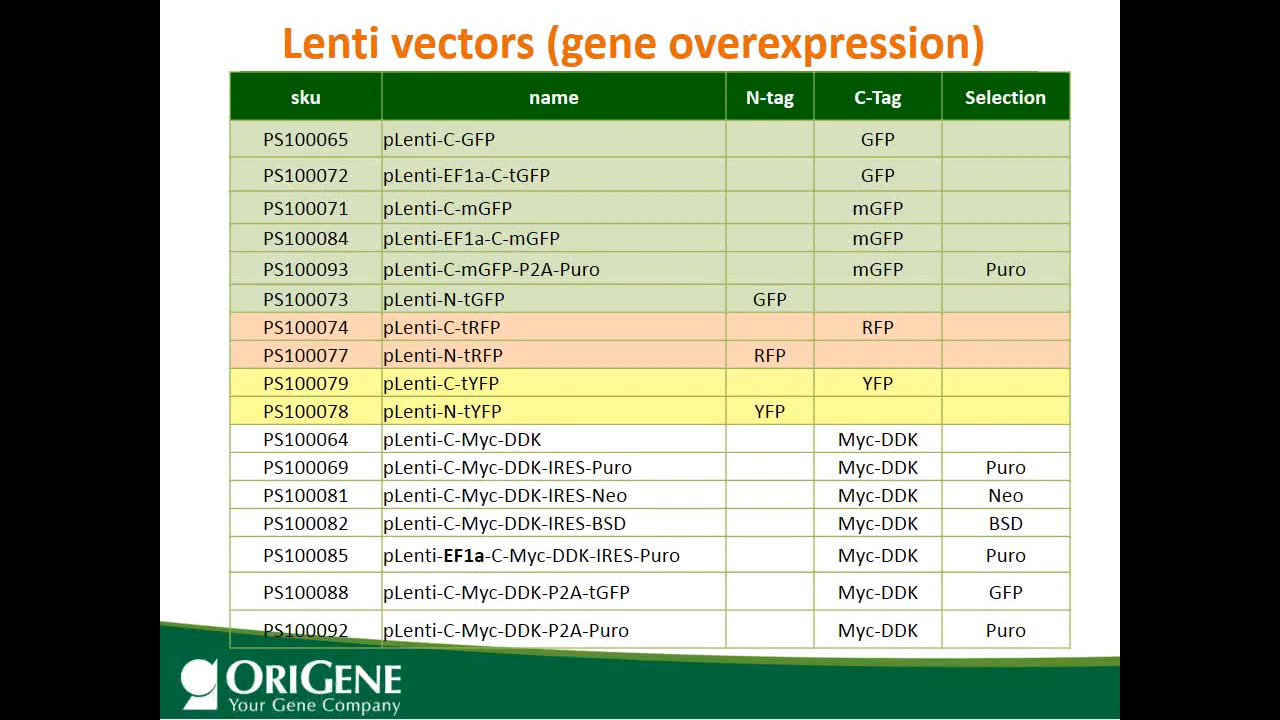 Lenti vectors (gene overexpression)
sku name N-tag C-Tag Selection
PS100065 pLenti-C-GFP GFP
PS100072 pLenti-EF1a-C-tGFP GFP
PS100071 pLenti-C-mGFP mGFP
PS100084 pLenti-EF1a-C-mGFP mGFP
PS100093 pLenti-C-mGFP-P2A-Puro mGFP Puro
PS100073 pLenti-N-tGFP GFP
PS100074 pLenti-C-tRFP RFP
PS100077 pLenti-N-tRFP RFP
PS100079 pLenti-C-tYFP YFP
PS100078 pLenti-N-tYFP YFP
PS100064 pLenti-C-Myc-DDK Myc-DDK
PS100069 pLenti-C-Myc-DDK-IRES-Puro Myc-DDK Puro
PS100081 pLenti-C-Myc-DDK-IRES-Neo Myc-DDK Neo
PS100082 pLenti-C-Myc-DDK-IRES-BSD Myc-DDK BSD
PS100085 pLenti-EF1a-C-Myc-DDK-IRES-Puro Myc-DDK Puro
PS100088 pLenti-C-Myc-DDK-P2A-tGFP Myc-DDK GFP
PS100092 pLenti-C-Myc-DDK-P2A-Puro Myc-DDK Puro
ORIGENE
Your Gene Company